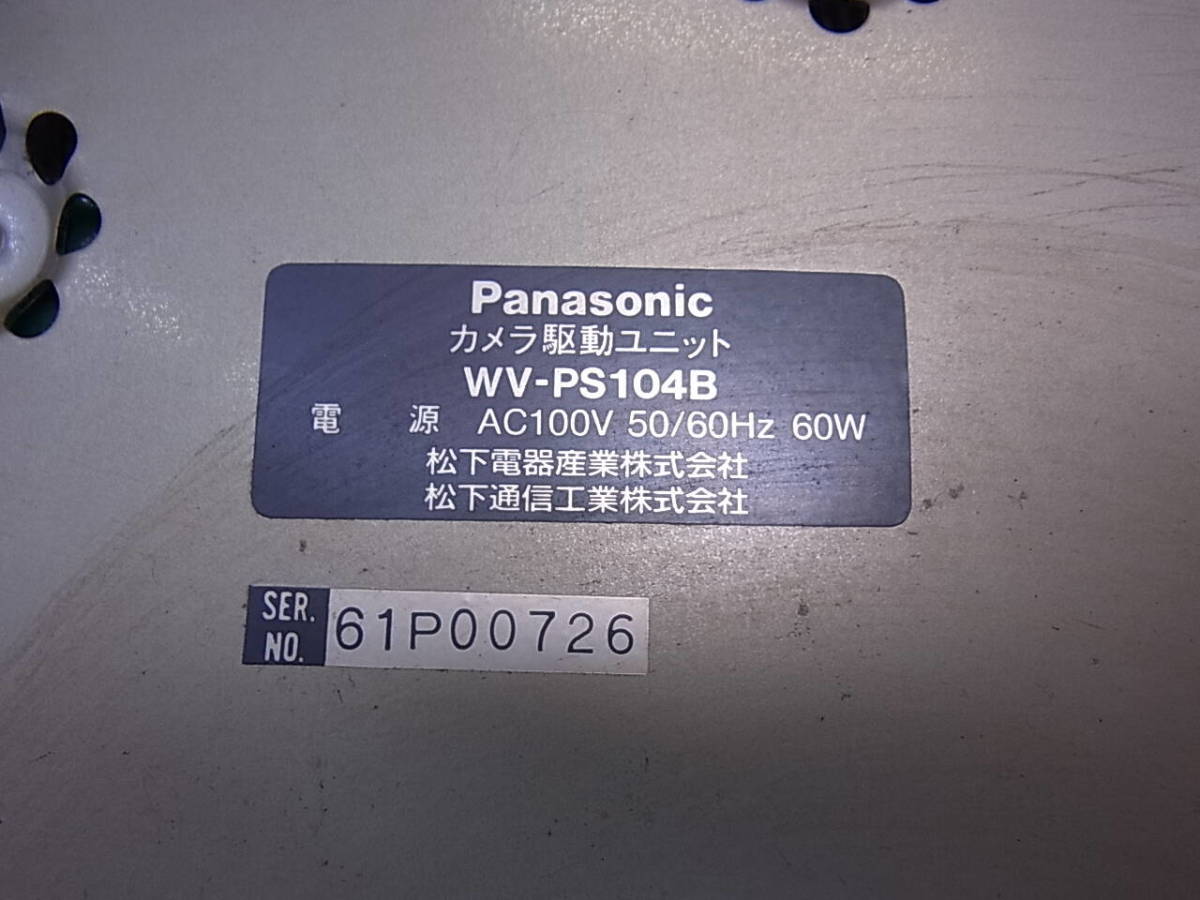 Panasonic
カメラ駆動ユニット
WV-PS104B
電　源 AC100V 50/60Hz 60W
松下電器産業株式会社
松下通信工業株式会社
SER. NO. 61P00726